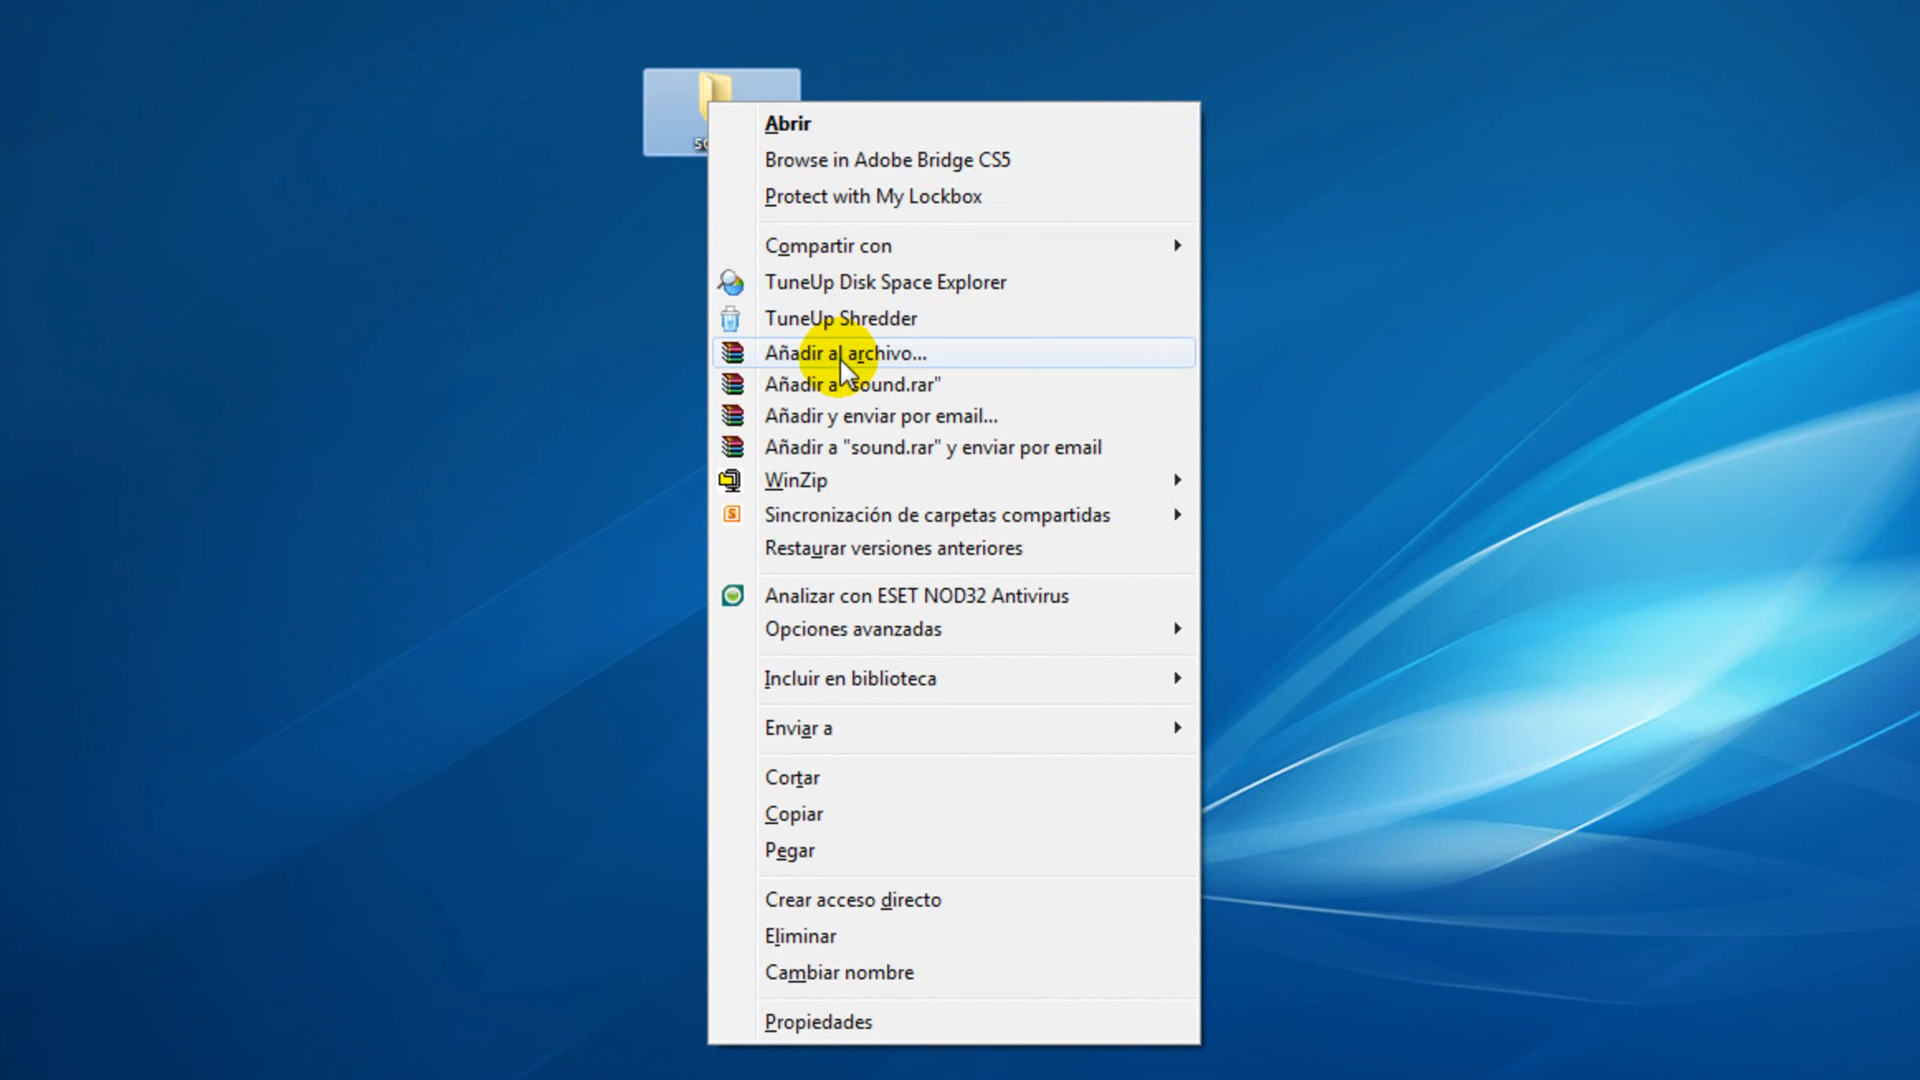 Abrir
Browse in Adobe Bridge CS5
Protect with My Lockbox
Compartir con
TuneUp Disk Space Explorer
TuneUp Shredder
Añadir al archivo...
Añadir a "sound.rar"
Añadir y enviar por email...
Añadir a "sound.rar" y enviar por email
WinZip
Sincronización de carpetas compartidas
Restaurar versiones anteriores
Analizar con ESET NOD32 Antivirus
Opciones avanzadas
Incluir en biblioteca
Enviar a
Cortar
Copiar
Pegar
Crear acceso directo
Eliminar
Cambiar nombre
Propiedades